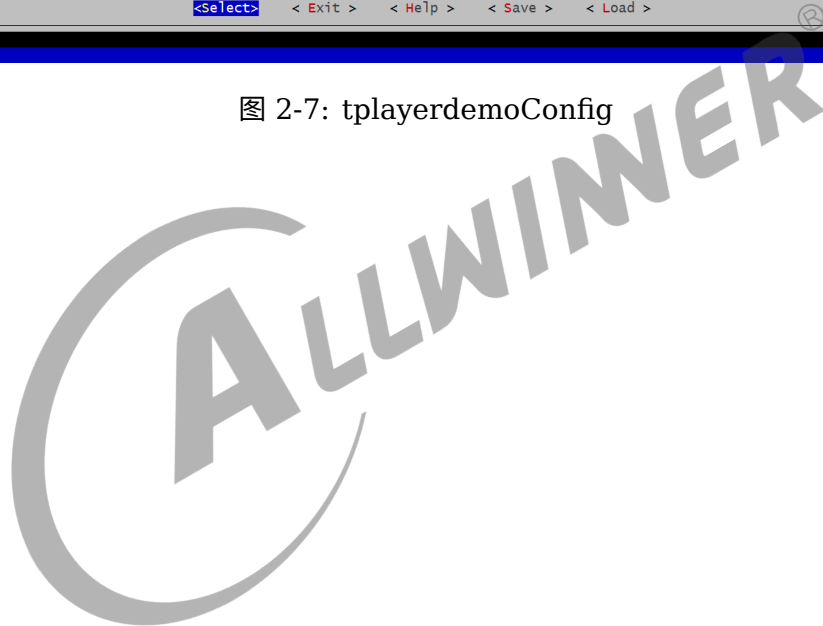 <Select> < Exit > < Help > < Save > < Load >
图 2-7: tplayerdemoConfig
ALLWINNER®